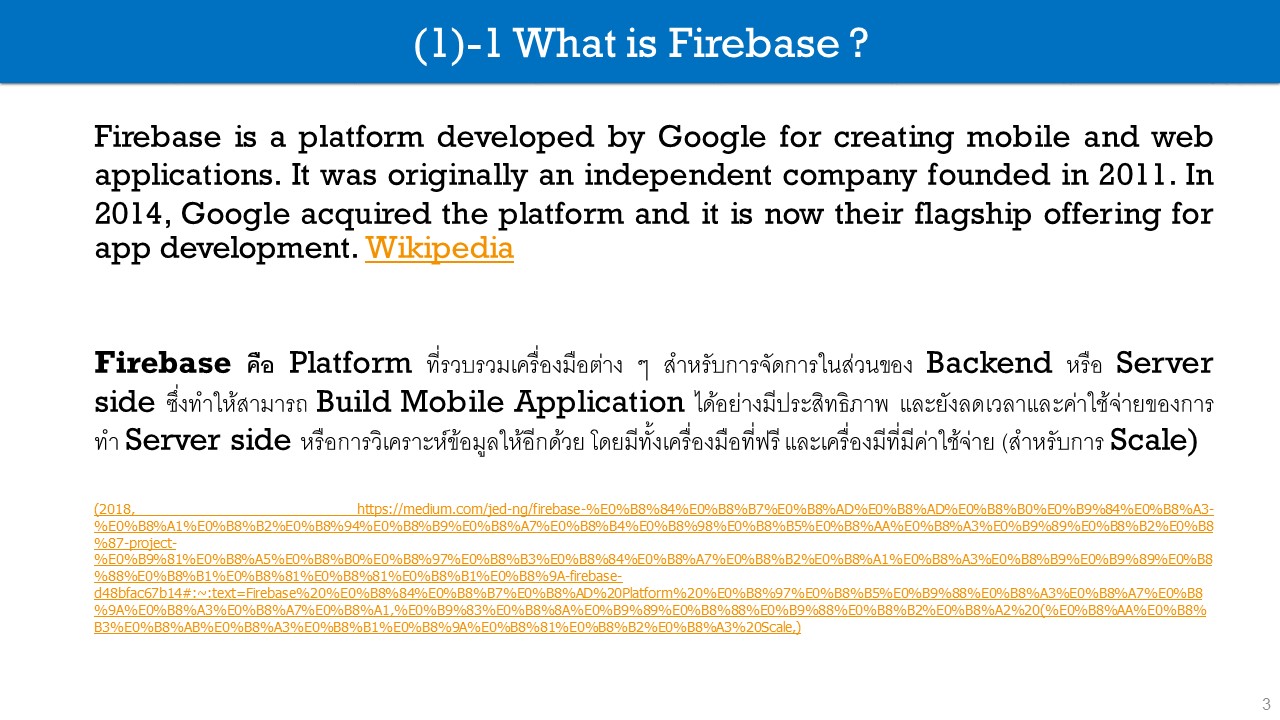 (1)-1 What is Firebase ?
Firebase is a platform developed by Google for creating mobile and web
applications. It was originally an independent company founded in 2011. In
2014, Google acquired the platform and it is now their flagship offering for
app development. Wikipedia
Firebase คือ Platform ที่รวบรวมเครื่องมือต่าง ๆ สำหรับการจัดการในส่วนของ Backend หรือ Server
side ซึ่งทำให้สามารถ Build Mobile Application ได้อย่างมีประสิทธิภาพ และยังลดเวลาและค่าใช้จ่ายของการ
ทำ Server side หรือการวิเคราะห์ข้อมูลให้อีกด้วย โดยมีทั้งเครื่องมือที่ฟรี และเครื่องมีที่มีค่าใช้จ่าย (สำหรับการ Scale)
(2018, https://medium.com/jed-ng/firebase-%E0%B8%84%E0%B8%B7%E0%B8%AD%E0%B8%AD%E0%B8%B0%E0%B9%84%E0%B8%A3-
%E0%B8%A1%E0%B8%B2%E0%B8%94%E0%B8%B9%E0%B8%A7%E0%B8%B4%E0%B8%98%E0%B8%B5%E0%B8%AA%E0%B8%A3%E0%B9%89%E0%B8%B2%E0%B8
%87-project-
%E0%B9%81%E0%B8%A5%E0%B8%B0%E0%B8%97%E0%B8%B3%E0%B8%84%E0%B8%A7%E0%B8%B2%E0%B8%A1%E0%B8%A3%E0%B8%B9%E0%B9%89%E0%B8
%88%E0%B8%B1%E0%B8%81%E0%B8%81%E0%B8%B1%E0%B8%9A-firebase-
d48bfac67b14#:~:text=Firebase%20%E0%B8%84%E0%B8%B7%E0%B8%AD%20Platform%20%E0%B8%97%E0%B8%B5%E0%B9%88%E0%B8%A3%E0%B8%A7%E0%B8
%9A%E0%B8%A3%E0%B8%A7%E0%B8%A1,%E0%B9%83%E0%B8%8A%E0%B9%89%E0%B8%88%E0%B9%88%E0%B8%B2%E0%B8%A2%20(%E0%B8%AA%E0%B8%
B3%E0%B8%AB%E0%B8%A3%E0%B8%B1%E0%B8%9A%E0%B8%81%E0%B8%B2%E0%B8%A3%20Scale,)
3